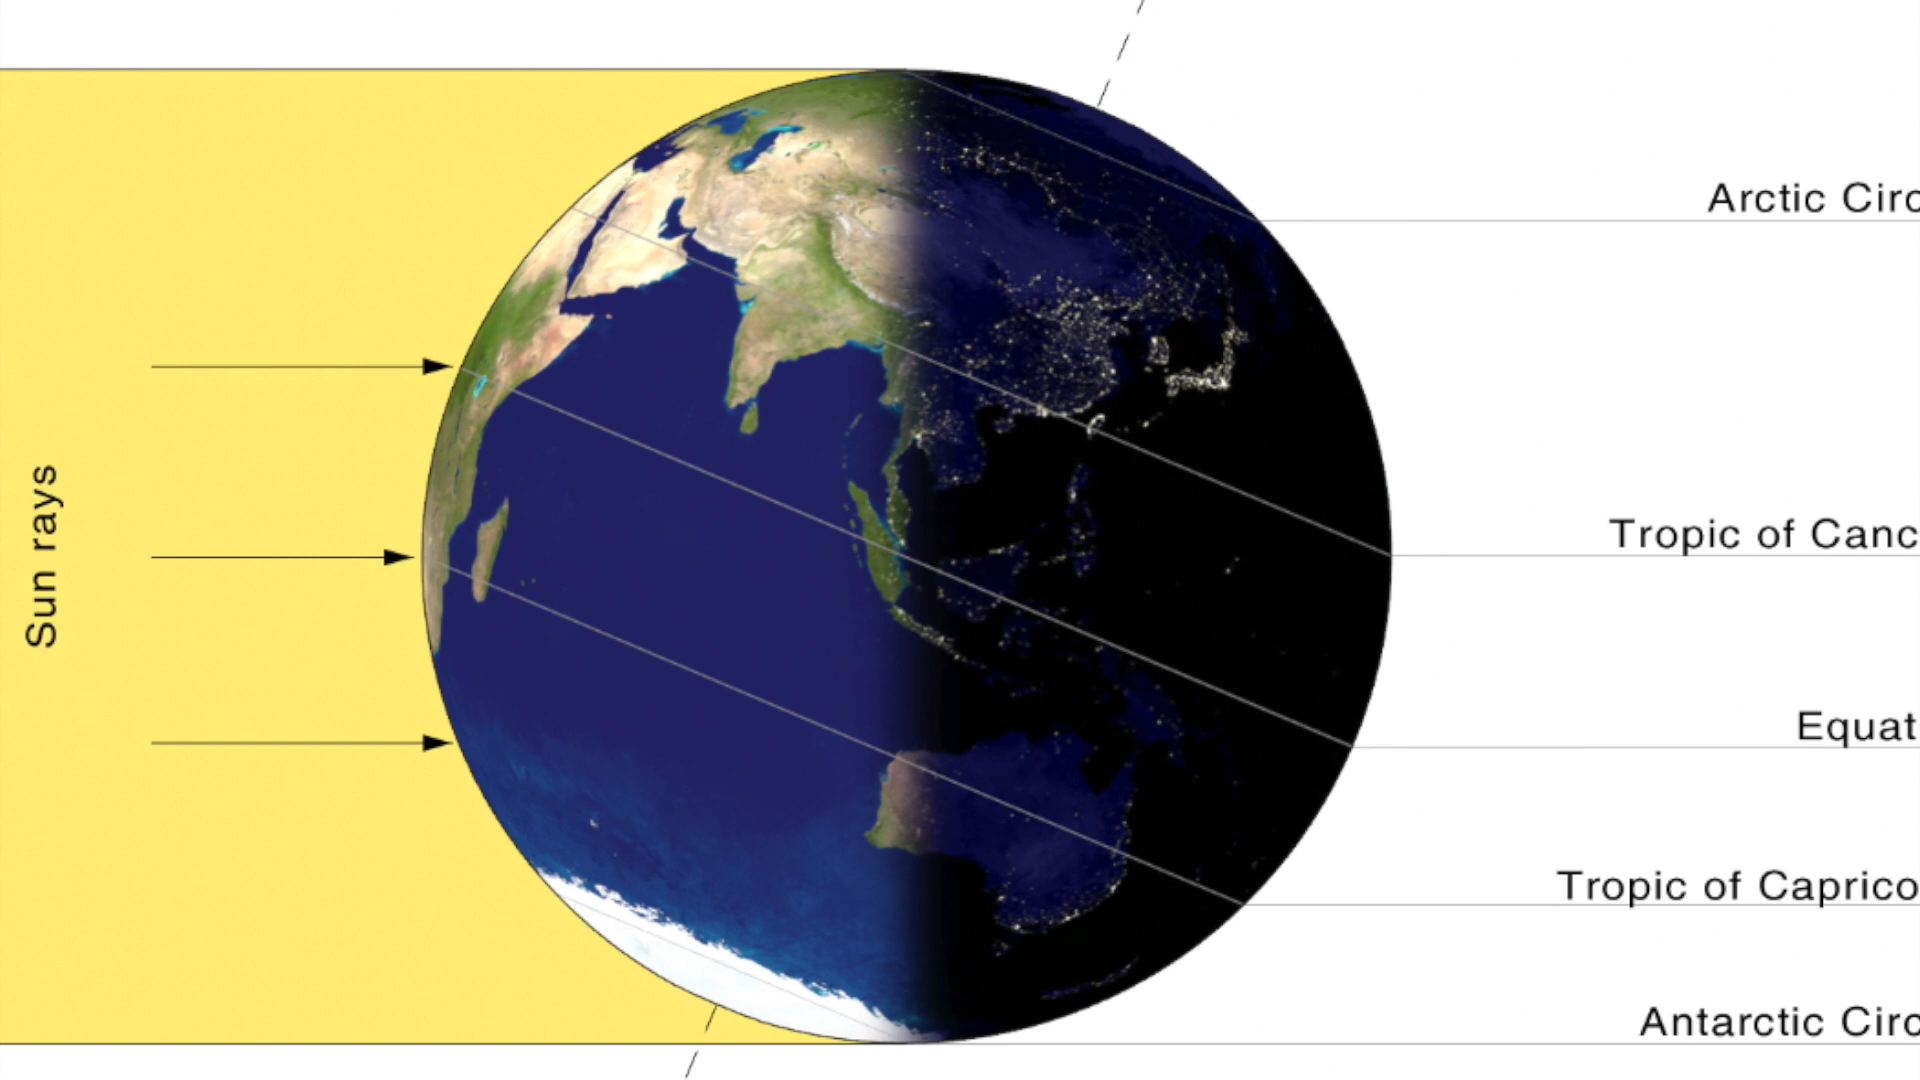 Arctic Circ
Sun rays
Tropic of Canc
Equat
Tropic of Caprico
Antarctic Circ